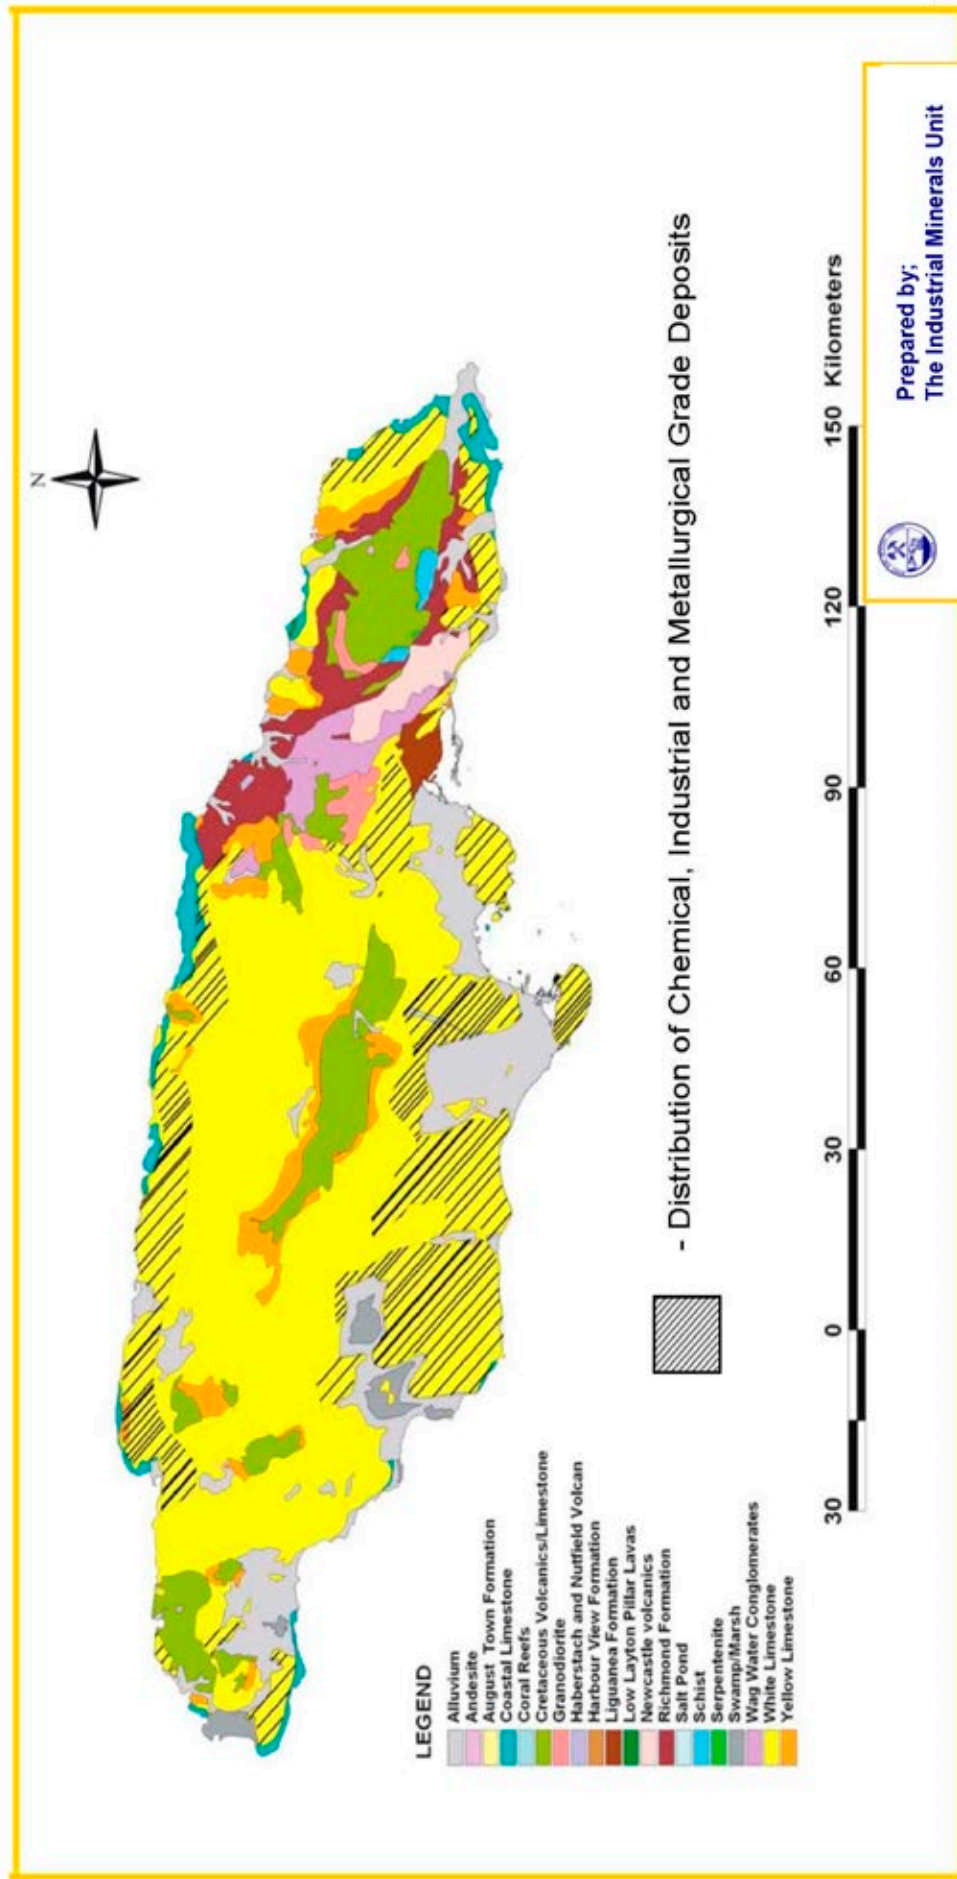 N
- Distribution of Chemical, Industrial and Metallurgical Grade Deposits
LEGEND
Alluvium
Andesite
August Town Formation
Coastal Limestone
Coral Reefs
Cretaceous Volcanics/Limestone
Granodiorite
Haberstach and Nutfield Volcan
Harbour View Formation
Liguanea Formation
Low Layton Pillar Lavas
Newcastle volcanics
Richmond Formation
Salt Pond
Schist
Serpentenite
Swamp/Marsh
Wag Water Conglomerates
White Limestone
Yellow Limestone
30 0 30 60 90 120 150 Kilometers
Prepared by;
The Industrial Minerals Unit